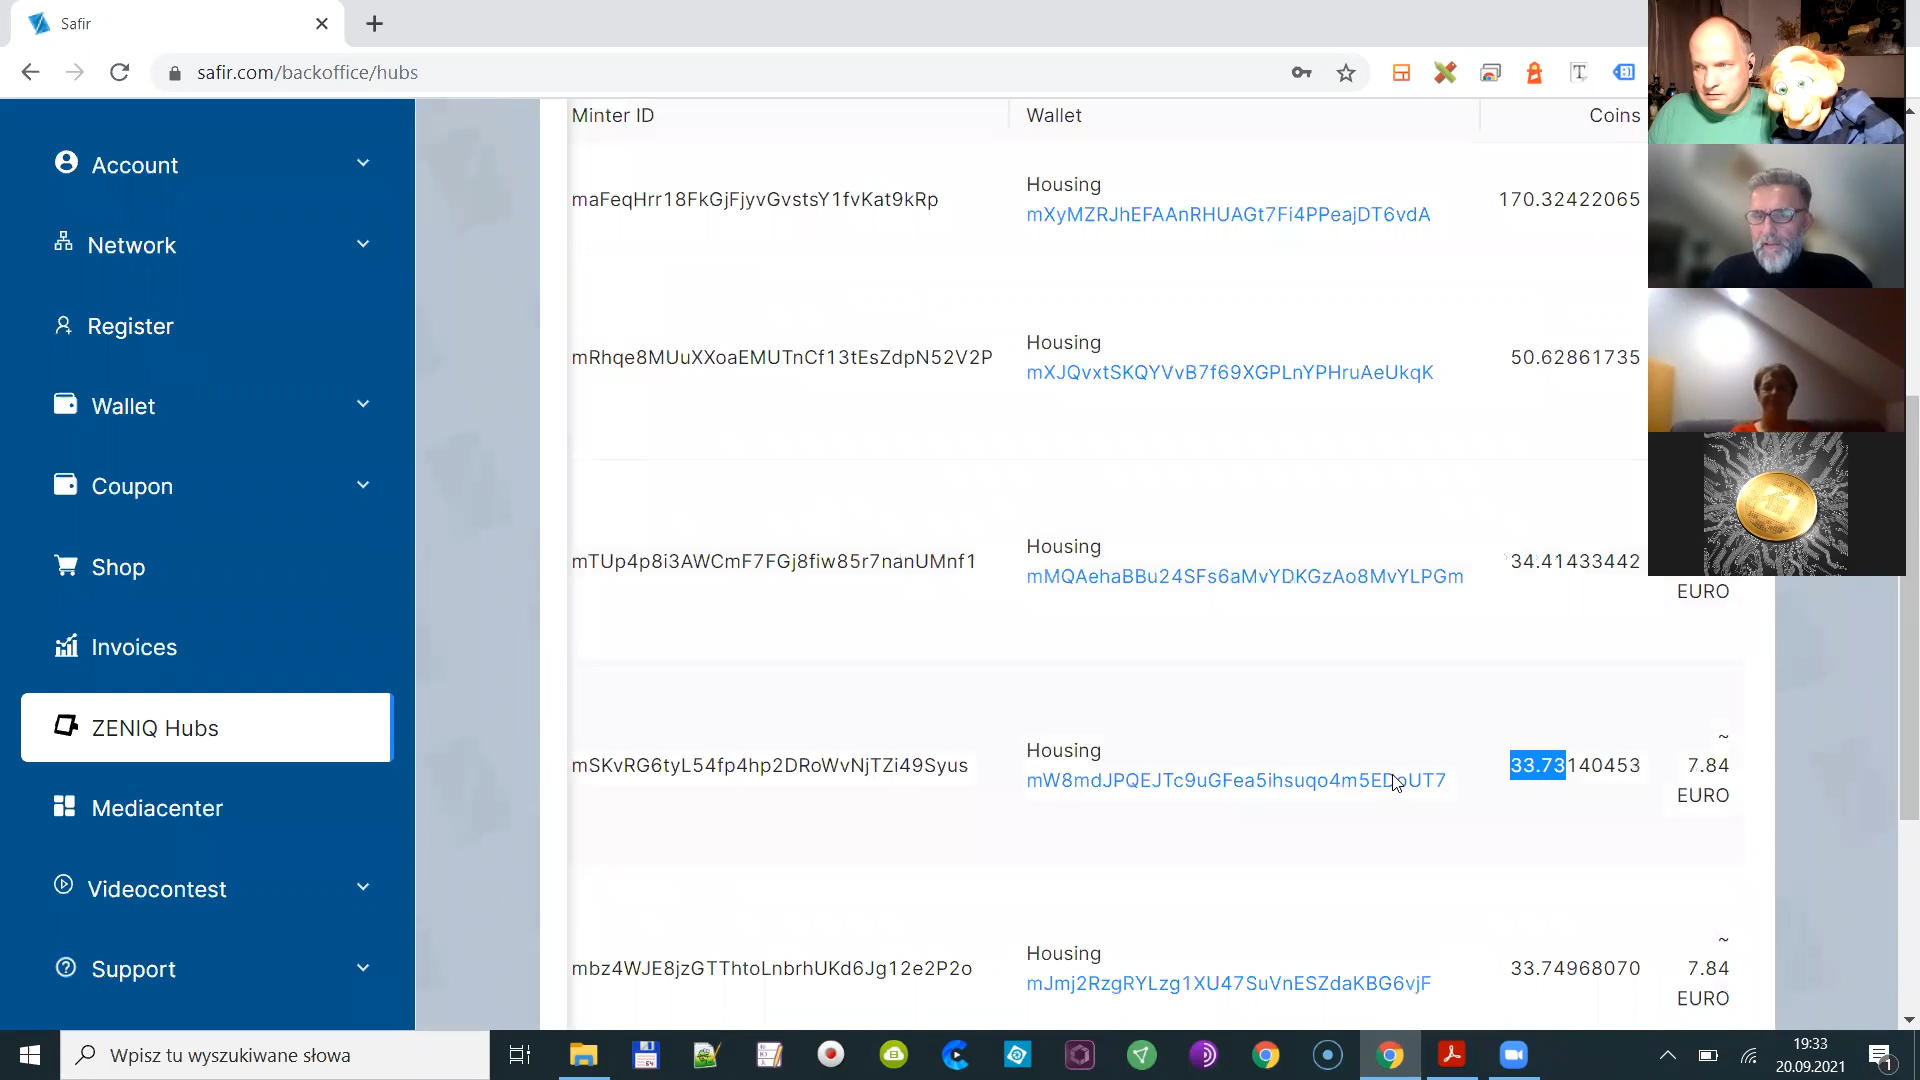 Safir
safir.com/backoffice/hubs
Account
Network
Register
Wallet
Coupon
Shop
Invoices
ZENIQ Hubs
Mediacenter
Videocontest
Support
Minter ID Wallet Coins
maFeqHrr18FkGjFjyvGvstsY1fvKat9kRp
Housing
mXyMZRJhEFAAnRHUAGt7Fi4PPeajDT6vdA
170.32422065
mRhqe8MUuXXoaEMUTnCf13tEsZdpN52V2P
Housing
mXJQvxtSKQYVvB7f69XGPLnYPHruAeUkqK
50.62861735
mTUp4p8i3AWCmF7FGj8fiw85r7nanUMnf1
Housing
mMQAehaBBu24SFs6aMvYDKGzAo8MvYLPGm
34.41433442
EURO
mSKvRG6tyL54fp4hp2DRoWvNjTZi49Syus
Housing
33.73140453
~
7.84
EURO
mbz4WJE8jzGTThtoLnbrhUKd6Jg12e2P2o
Housing
mJmj2RzgRYLzg1XU47SuVnESZdaKBG6vjF
33.74968070
~
7.84
EURO
Wpisz tu wyszukiwane słowa
19:33
20.09.2021
1